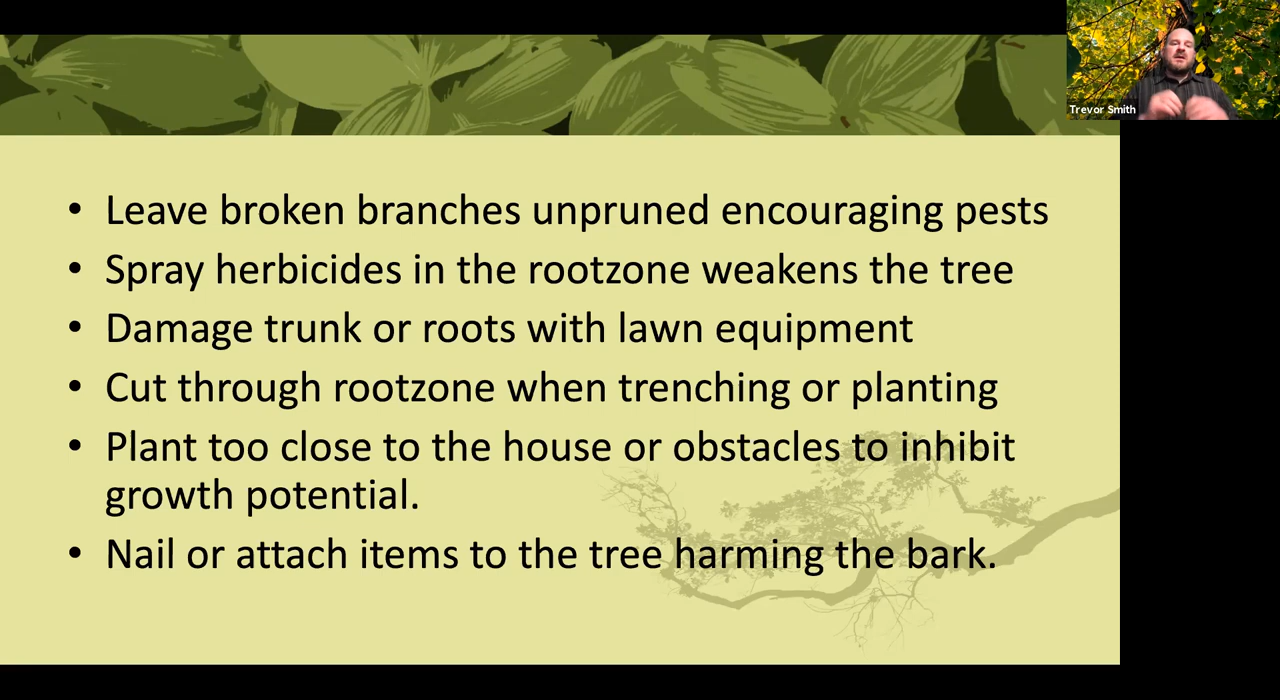 Trevor Smith
• Leave broken branches unpruned encouraging pests
• Spray herbicides in the rootzone weakens the tree
• Damage trunk or roots with lawn equipment
• Cut through rootzone when trenching or planting
• Plant too close to the house or obstacles to inhibit
growth potential.
• Nail or attach items to the tree harming the bark.